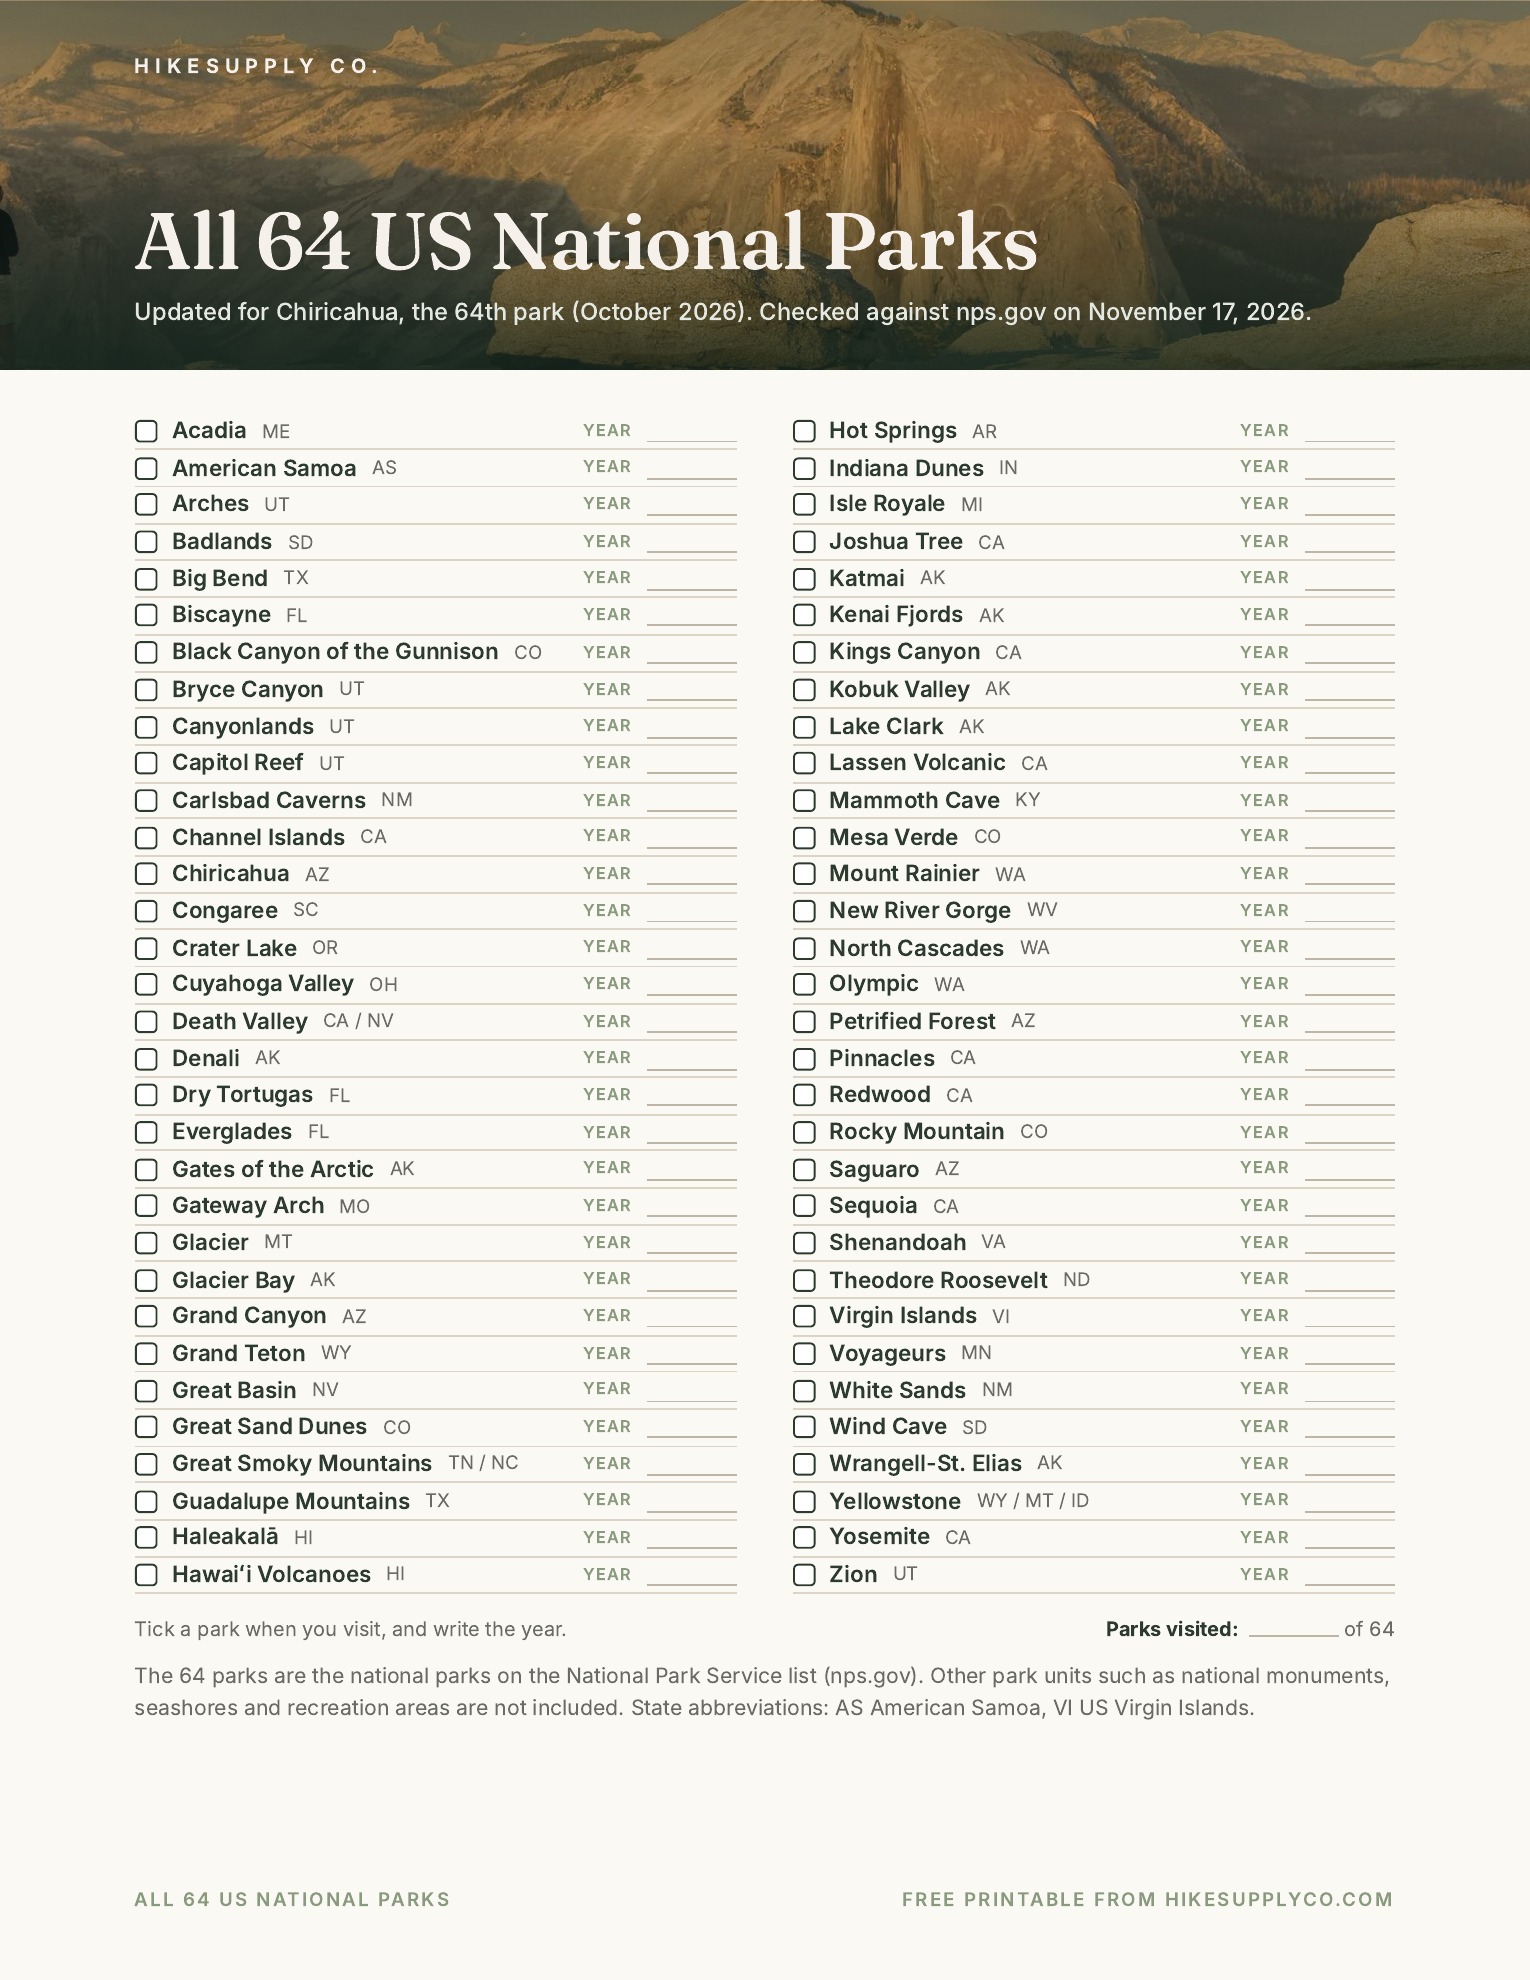 HIKESUPPLY CO.
All 64 US National Parks
Updated for Chiricahua, the 64th park (October 2026). Checked against nps.gov on November 17, 2026.
Acadia ME YEAR
American Samoa AS YEAR
Arches UT YEAR
Badlands SD YEAR
Big Bend TX YEAR
Biscayne FL YEAR
Black Canyon of the Gunnison CO YEAR
Bryce Canyon UT YEAR
Canyonlands UT YEAR
Capitol Reef UT YEAR
Carlsbad Caverns NM YEAR
Channel Islands CA YEAR
Chiricahua AZ YEAR
Congaree SC YEAR
Crater Lake OR YEAR
Cuyahoga Valley OH YEAR
Death Valley CA / NV YEAR
Denali AK YEAR
Dry Tortugas FL YEAR
Everglades FL YEAR
Gates of the Arctic AK YEAR
Gateway Arch MO YEAR
Glacier MT YEAR
Glacier Bay AK YEAR
Grand Canyon AZ YEAR
Grand Teton WY YEAR
Great Basin NV YEAR
Great Sand Dunes CO YEAR
Great Smoky Mountains TN / NC YEAR
Guadalupe Mountains TX YEAR
Haleakalā HI YEAR
Hawaiʻi Volcanoes HI YEAR
Hot Springs AR YEAR
Indiana Dunes IN YEAR
Isle Royale MI YEAR
Joshua Tree CA YEAR
Katmai AK YEAR
Kenai Fjords AK YEAR
Kings Canyon CA YEAR
Kobuk Valley AK YEAR
Lake Clark AK YEAR
Lassen Volcanic CA YEAR
Mammoth Cave KY YEAR
Mesa Verde CO YEAR
Mount Rainier WA YEAR
New River Gorge WV YEAR
North Cascades WA YEAR
Olympic WA YEAR
Petrified Forest AZ YEAR
Pinnacles CA YEAR
Redwood CA YEAR
Rocky Mountain CO YEAR
Saguaro AZ YEAR
Sequoia CA YEAR
Shenandoah VA YEAR
Theodore Roosevelt ND YEAR
Virgin Islands VI YEAR
Voyageurs MN YEAR
White Sands NM YEAR
Wind Cave SD YEAR
Wrangell-St. Elias AK YEAR
Yellowstone WY / MT / ID YEAR
Yosemite CA YEAR
Zion UT YEAR
Tick a park when you visit, and write the year.
Parks visited: of 64
The 64 parks are the national parks on the National Park Service list (nps.gov). Other park units such as national monuments,
seashores and recreation areas are not included. State abbreviations: AS American Samoa, VI US Virgin Islands.
ALL 64 US NATIONAL PARKS
FREE PRINTABLE FROM HIKESUPPLYCO.COM